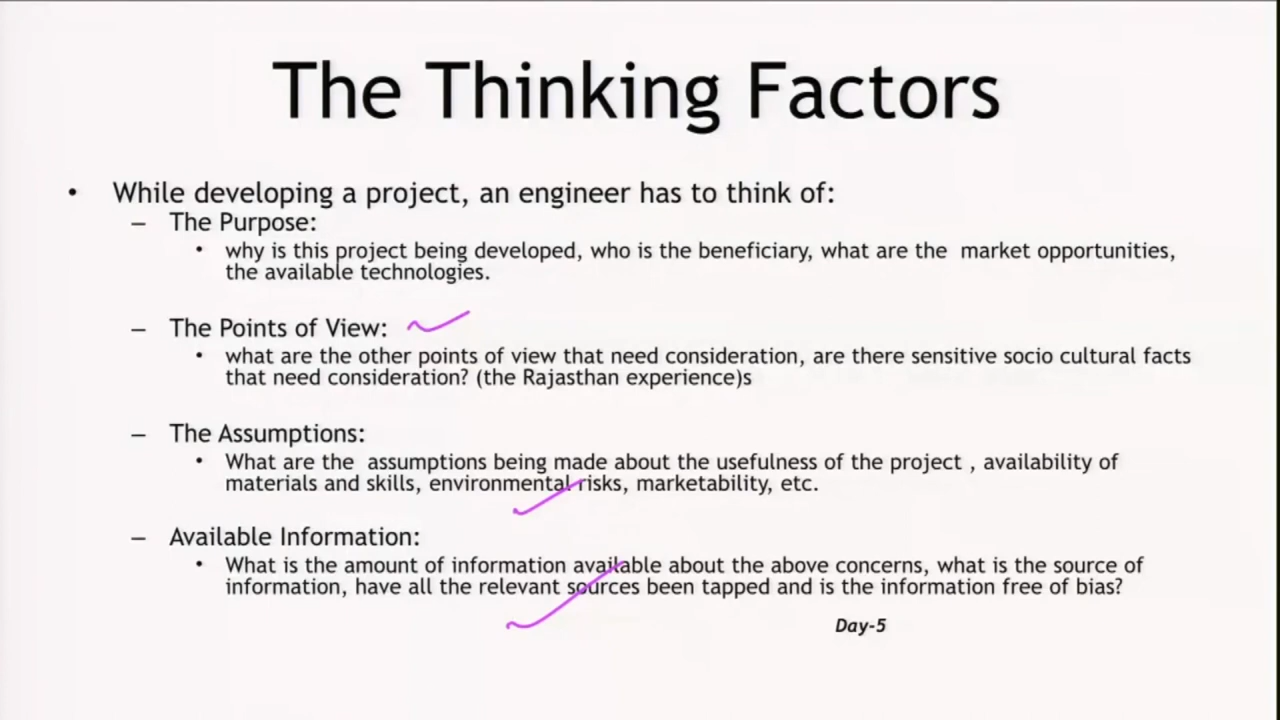 The Thinking Factors
• While developing a project, an engineer has to think of:
– The Purpose:
• why is this project being developed, who is the beneficiary, what are the market opportunities,
the available technologies.
– The Points of View:
• what are the other points of view that need consideration, are there sensitive socio cultural facts
that need consideration? (the Rajasthan experience)s
– The Assumptions:
• What are the assumptions being made about the usefulness of the project , availability of
materials and skills, environmental risks, marketability, etc.
– Available Information:
• What is the amount of information available about the above concerns, what is the source of
information, have all the relevant sources been tapped and is the information free of bias?
Day-5